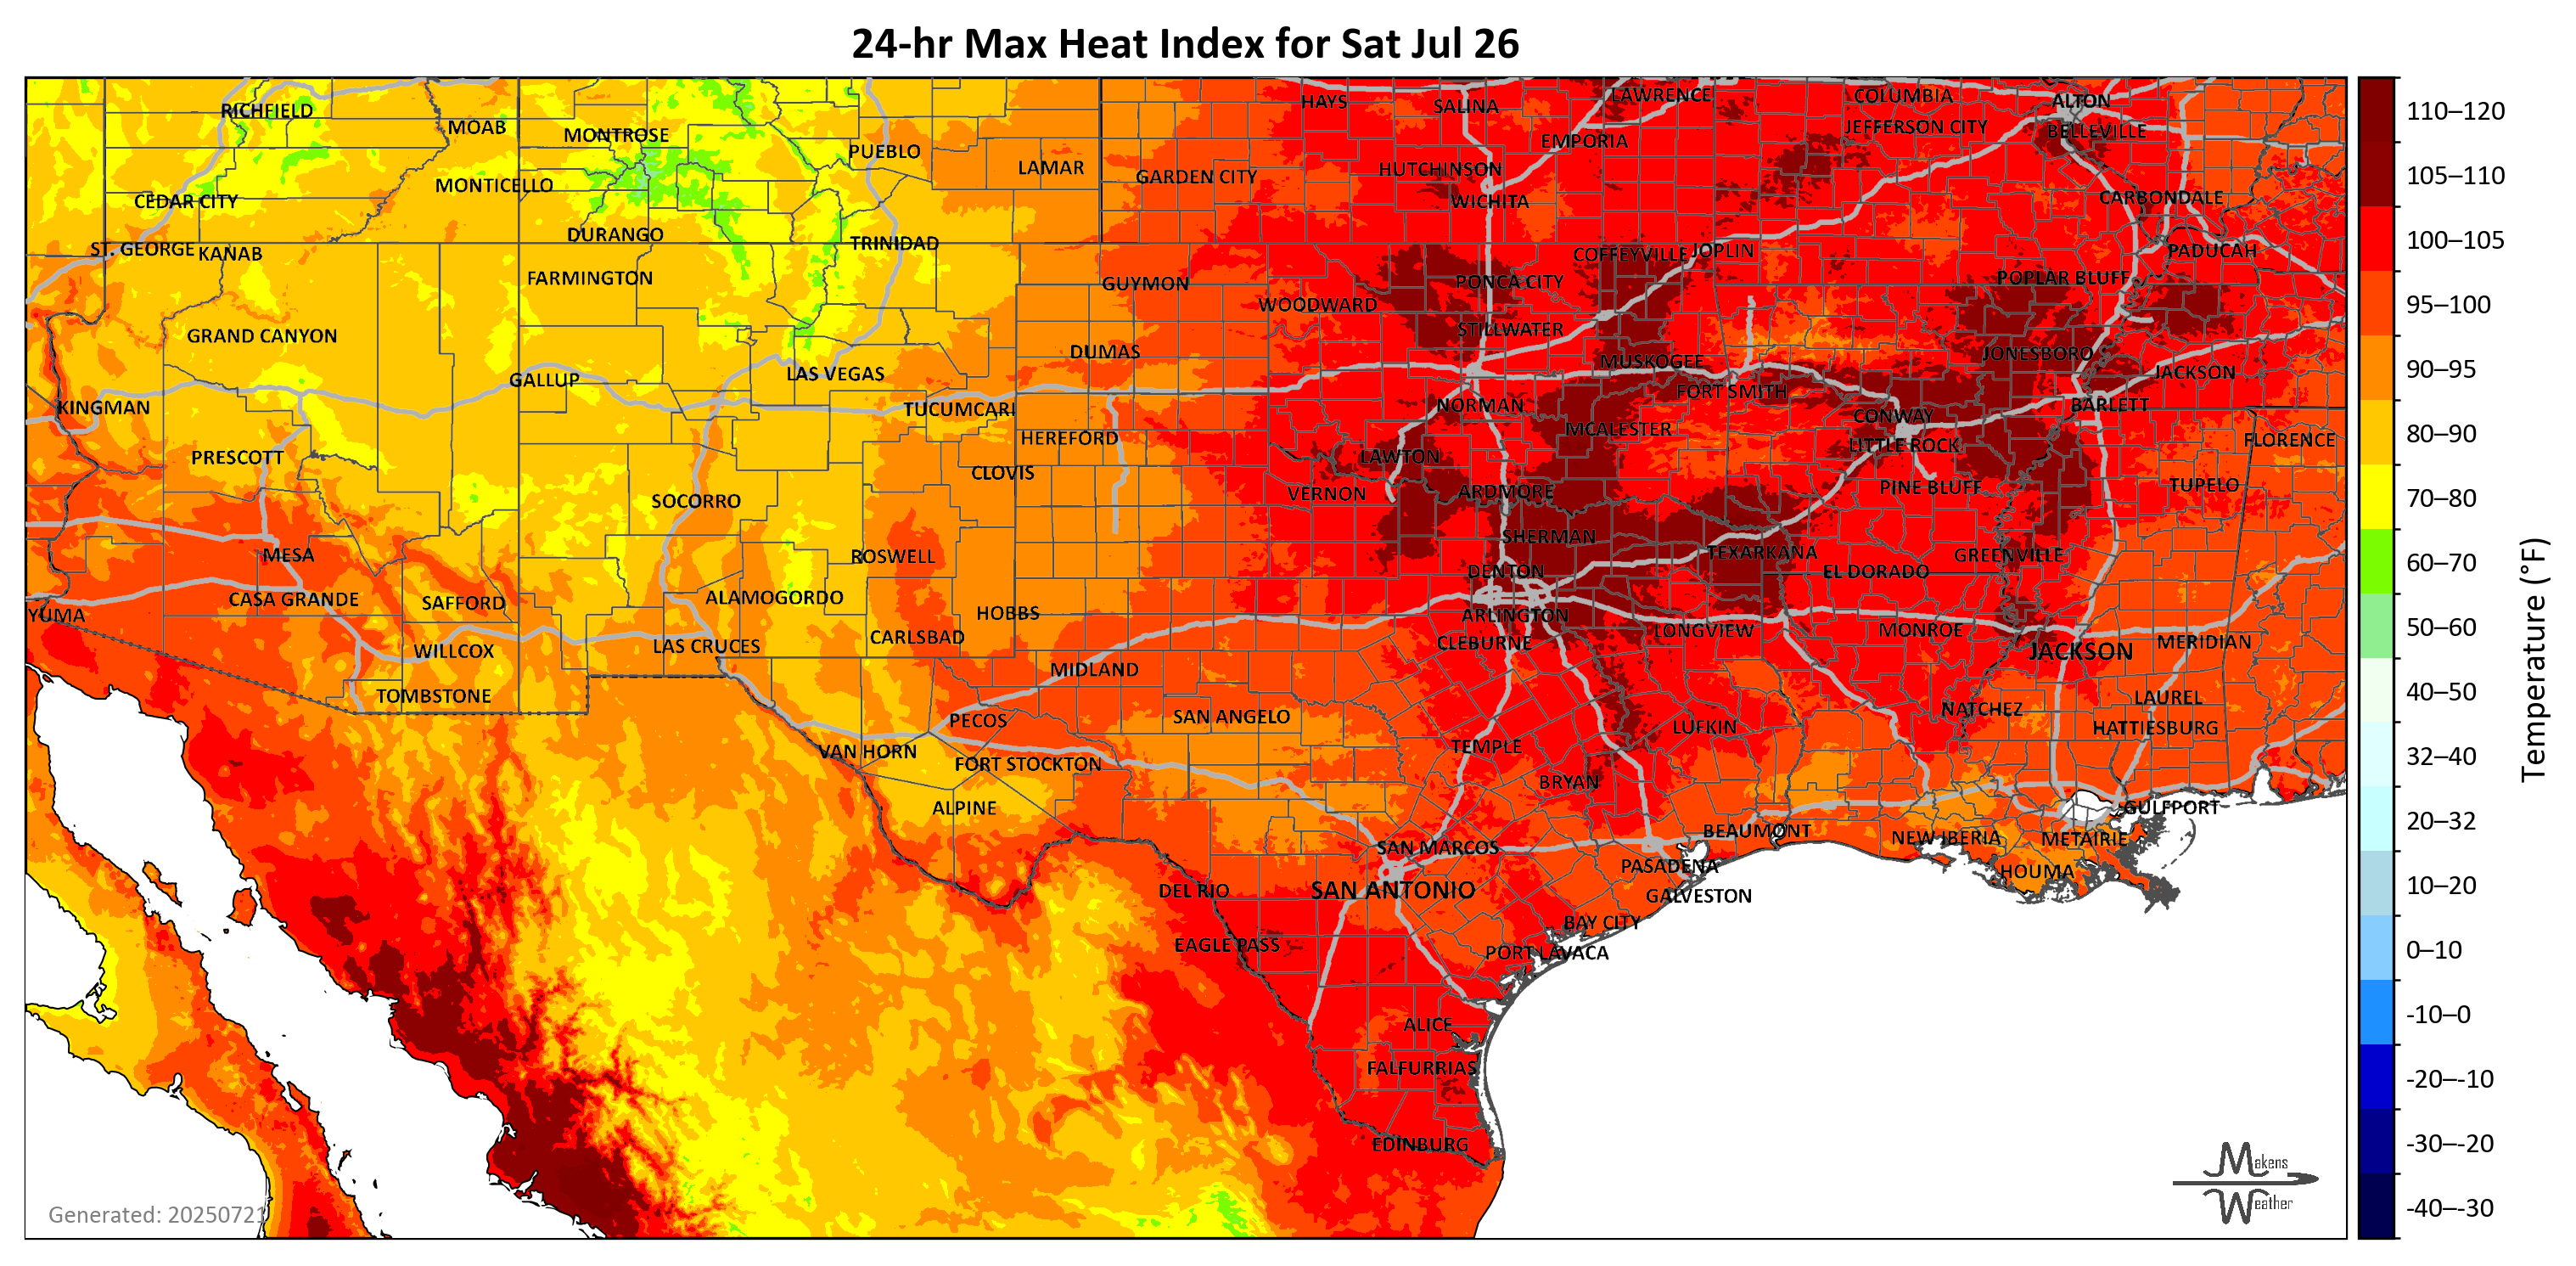 24-hr Max Heat Index for Sat Jul 26
RICHFIELD
MOAB
MONTROSE
PUEBLO
LAMAR
GARDEN CITY
HAYS
SALINA
LAWRENCE
COLUMBIA
ALTON
EMPORIA
JEFFERSON CITY
BELLEVILLE
MONTICELLO
HUTCHINSON
CEDAR CITY
WICHITA
CARBONDALE
DURANGO
TRINIDAD
ST. GEORGE
KANAB
COFFEYVILLE
JOPLIN
PADUCAH
FARMINGTON
GUYMON
PONCA CITY
POPLAR BLUFF
WOODWARD
GRAND CANYON
STILLWATER
DUMAS
MUSKOGEE
JONESBORO
GALLUP
LAS VEGAS
FORT SMITH
JACKSON
KINGMAN
TUCUMCARI
NORMAN
CONWAY
BARLETT
HEREFORD
MCALESTER
LITTLE ROCK
FLORENCE
PRESCOTT
CLOVIS
LAWTON
SOCORRO
VERNON
ARDMORE
PINE BLUFF
TUPELO
MESA
ROSWELL
SHERMAN
TEXARKANA
GREENVILLE
DENTON
EL DORADO
CASA GRANDE
SAFFORD
ALAMOGORDO
HOBBS
YUMA
CARLSBAD
ARLINGTON
LONGVIEW
MONROE
WILLCOX
LAS CRUCES
CLEBURNE
JACKSON
MERIDIAN
MIDLAND
TOMBSTONE
LAUREL
PECOS
SAN ANGELO
NATCHEZ
LUFKIN
HATTIESBURG
VAN HORN
FORT STOCKTON
TEMPLE
BRYAN
ALPINE
GULFPORT
BEAUMONT
NEW IBERIA
METAIRIE
SAN MARCOS
PASADENA
HOUMA
DEL RIO
SAN ANTONIO
GALVESTON
BAY CITY
EAGLE PASS
PORT LAVACA
ALICE
FALFURRIAS
EDINBURG
Generated: 20250721
Makens
Weather
110–120
105–110
100–105
95–100
90–95
80–90
70–80
60–70
50–60
40–50
32–40
20–32
10–20
0–10
-10–0
-20–-10
-30–-20
-40–-30
Temperature (°F)